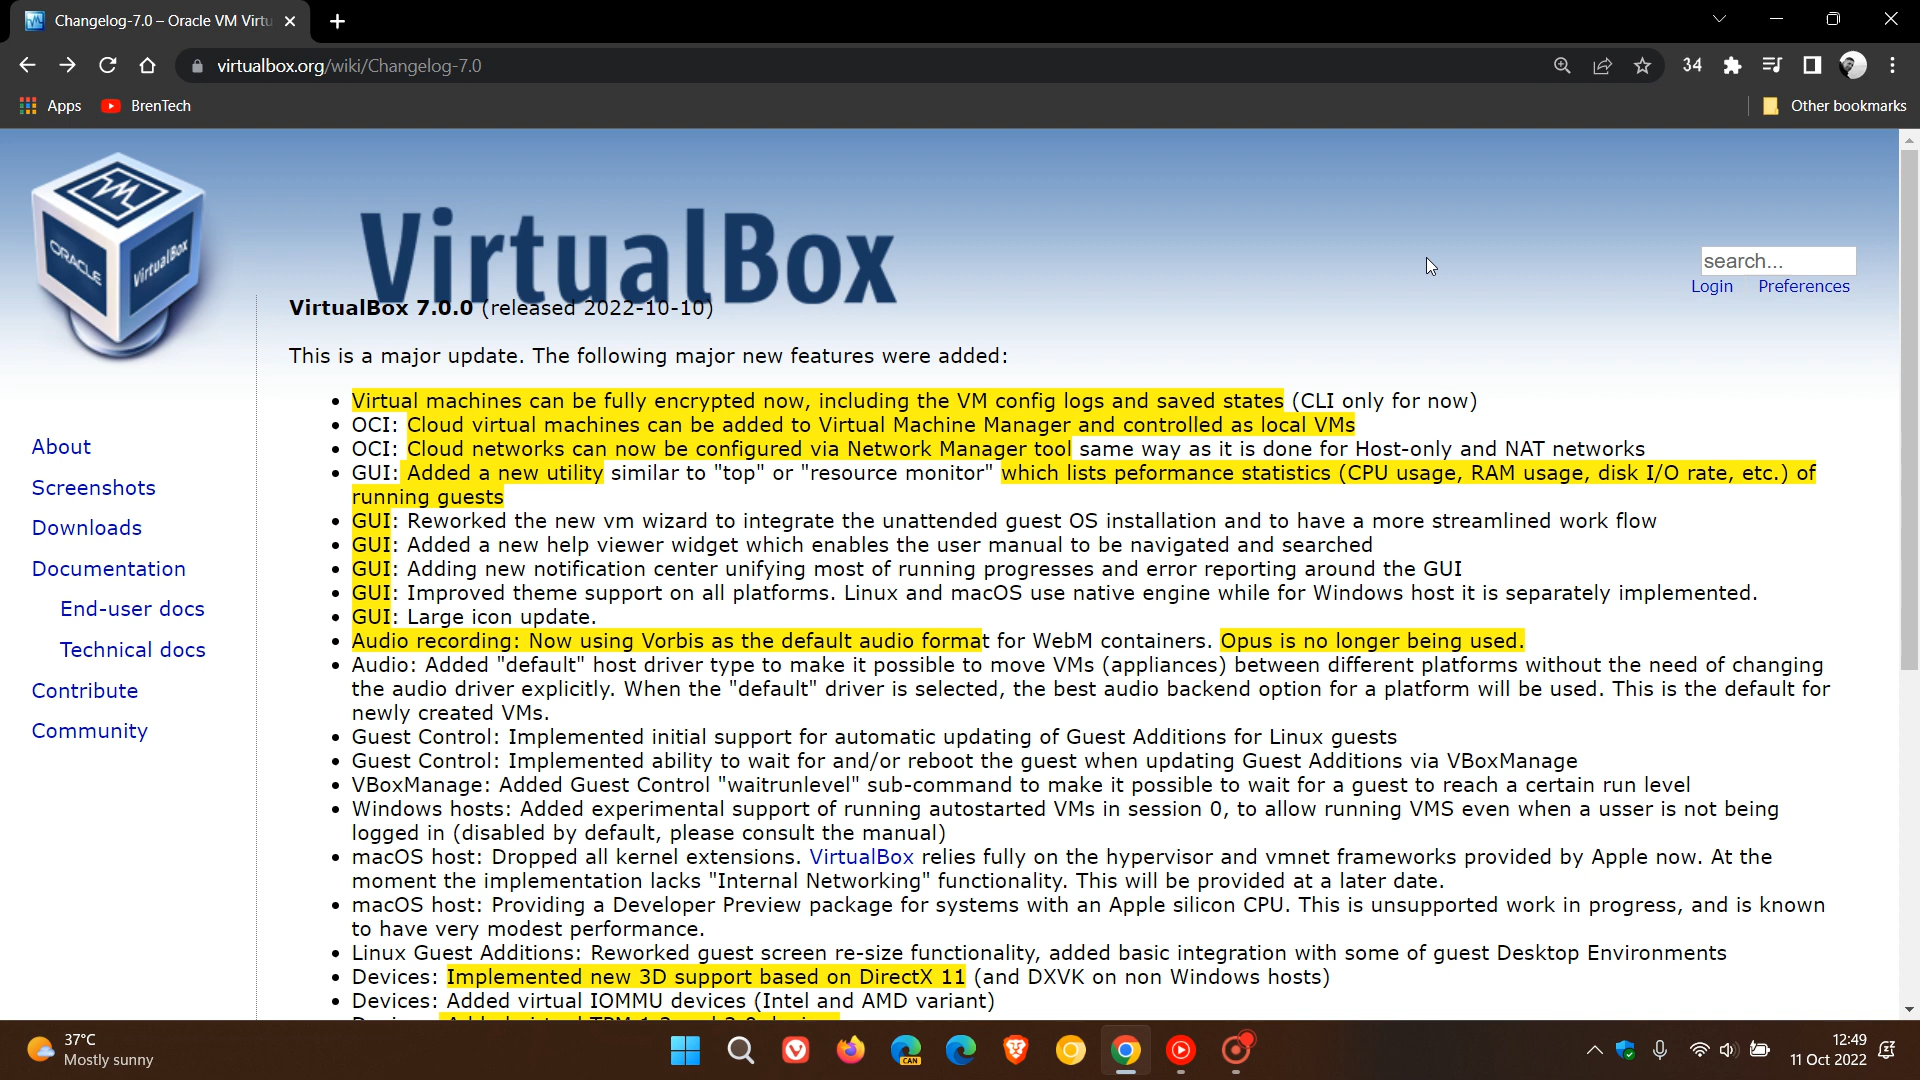 Changelog-7.0 – Oracle VM Virtu
virtualbox.org/wiki/Changelog-7.0
34
Apps
BrenTech
Other bookmarks
ORACLE
VirtualBox
VirtualBox
search...
Login Preferences
VirtualBox 7.0.0 (released 2022-10-10)
This is a major update. The following major new features were added:
• Virtual machines can be fully encrypted now, including the VM config logs and saved states (CLI only for now)
• OCI: Cloud virtual machines can be added to Virtual Machine Manager and controlled as local VMs
• OCI: Cloud networks can now be configured via Network Manager tool same way as it is done for Host-only and NAT networks
• GUI: Added a new utility similar to "top" or "resource monitor" which lists peformance statistics (CPU usage, RAM usage, disk I/O rate, etc.) of
running guests
• GUI: Reworked the new vm wizard to integrate the unattended guest OS installation and to have a more streamlined work flow
• GUI: Added a new help viewer widget which enables the user manual to be navigated and searched
• GUI: Adding new notification center unifying most of running progresses and error reporting around the GUI
• GUI: Improved theme support on all platforms. Linux and macOS use native engine while for Windows host it is separately implemented.
• GUI: Large icon update.
• Audio recording: Now using Vorbis as the default audio format for WebM containers. Opus is no longer being used.
• Audio: Added "default" host driver type to make it possible to move VMs (appliances) between different platforms without the need of changing
the audio driver explicitly. When the "default" driver is selected, the best audio backend option for a platform will be used. This is the default for
newly created VMs.
• Guest Control: Implemented initial support for automatic updating of Guest Additions for Linux guests
• Guest Control: Implemented ability to wait for and/or reboot the guest when updating Guest Additions via VBoxManage
• VBoxManage: Added Guest Control "waitrunlevel" sub-command to make it possible to wait for a guest to reach a certain run level
• Windows hosts: Added experimental support of running autostarted VMs in session 0, to allow running VMS even when a usser is not being
logged in (disabled by default, please consult the manual)
• macOS host: Dropped all kernel extensions. VirtualBox relies fully on the hypervisor and vmnet frameworks provided by Apple now. At the
moment the implementation lacks "Internal Networking" functionality. This will be provided at a later date.
• macOS host: Providing a Developer Preview package for systems with an Apple silicon CPU. This is unsupported work in progress, and is known
to have very modest performance.
• Linux Guest Additions: Reworked guest screen re-size functionality, added basic integration with some of guest Desktop Environments
• Devices: Implemented new 3D support based on DirectX 11 (and DXVK on non Windows hosts)
• Devices: Added virtual IOMMU devices (Intel and AMD variant)
About
Screenshots
Downloads
Documentation
End-user docs
Technical docs
Contribute
Community
37°C
Mostly sunny
CAN
12:49
11 Oct 2022